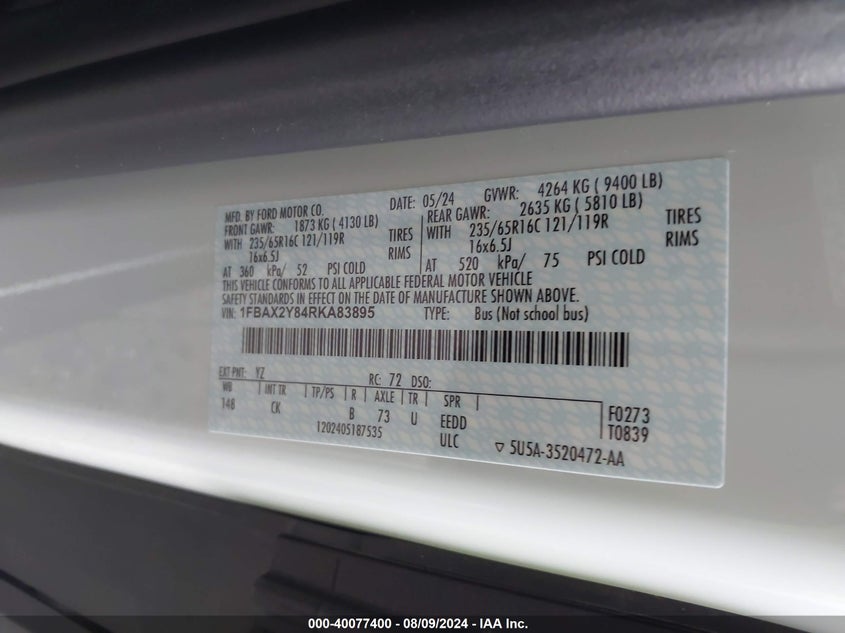 MFD. BY FORD MOTOR CO. DATE: 05/24 GVWR: 4264 KG ( 9400 LB)
FRONT GAWR: 1873 KG ( 4130 LB) REAR GAWR: 2635 KG ( 5810 LB)
WITH 235/65R16C 121/119R TIRES WITH 235/65R16C 121/119R TIRES
16x6.5J RIMS 16x6.5J RIMS
AT 360 kPa/ 52 PSI COLD AT 520 kPa/ 75 PSI COLD
THIS VEHICLE CONFORMS TO ALL APPLICABLE FEDERAL MOTOR VEHICLE
SAFETY STANDARDS IN EFFECT ON THE DATE OF MANUFACTURE SHOWN ABOVE.
1FBAX2Y84RKA83895 TYPE: Bus (Not school bus)
EXT PNT: YZ RC: 72 DSO:
WB INT TR TP/PS R AXLE TR SPR
148 CK B 73 U EEDD
1202405187535 ULC
F0273
T0839
5U5A-3520472-AA
000-40077400 - 08/09/2024 - IAA Inc.